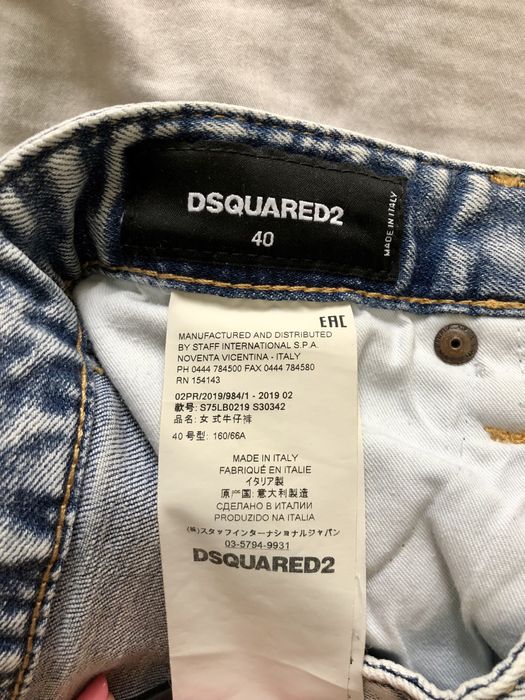 DSQUARED2
40
MADE IN ITALY
EAC
MANUFACTURED AND DISTRIBUTED
BY STAFF INTERNATIONAL S.P.A.
NOVENTA VICENTINA - ITALY
PH 0444 784500 FAX 0444 784580
RN 154143
02PR/2019/984/1 - 2019 02
款号: S75LB0219 S30342
品名: 女式牛仔裤
40 号型: 160/66A
MADE IN ITALY
FABRIQUÉ EN ITALIE
イタリア製
原產國: 意大利製造
СДЕЛАНО В ИТАЛИИ
PRODUZIDO NA ITALIA
(株)スタッフインターナショナルジャパン
03-5794-9931
DSQUARED2